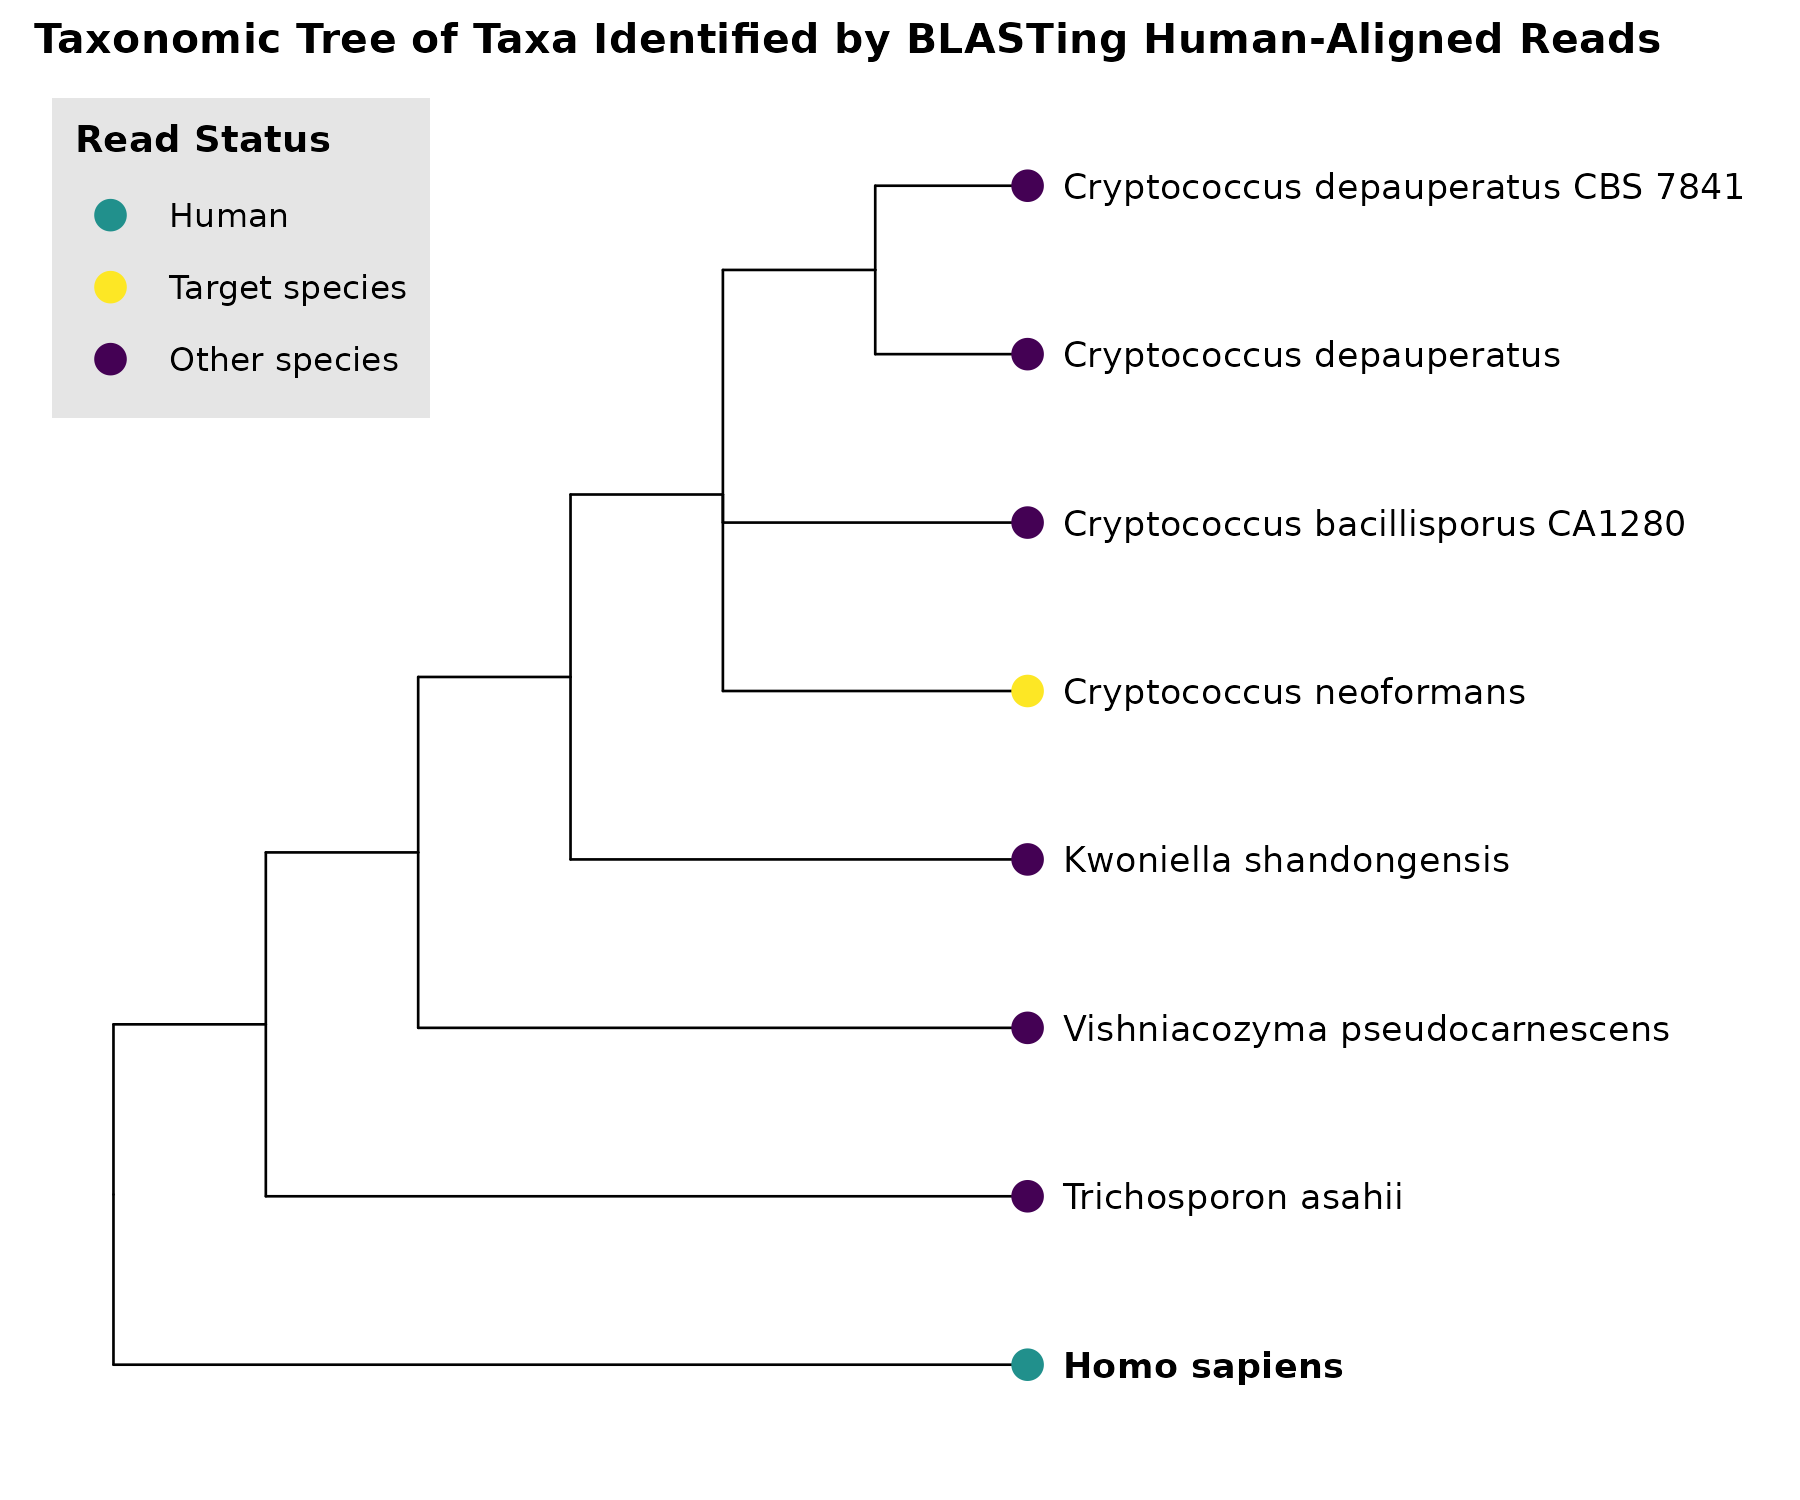 Taxonomic Tree of Taxa Identified by BLASTing Human-Aligned Reads
Read Status
Human
Target species
Other species
Cryptococcus depauperatus CBS 7841
Cryptococcus depauperatus
Cryptococcus bacillisporus CA1280
Cryptococcus neoformans
Kwoniella shandongensis
Vishniacozyma pseudocarnescens
Trichosporon asahii
Homo sapiens